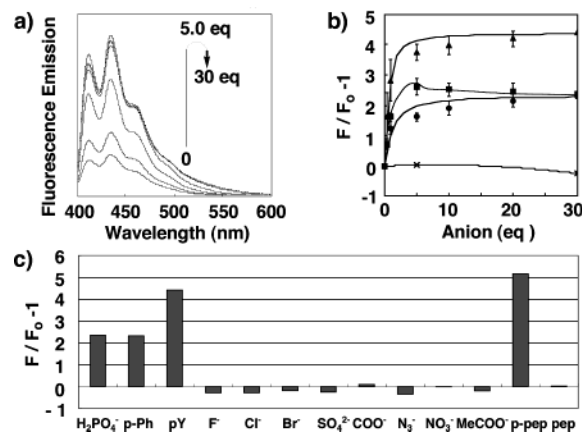 a)
5.0 eq
30 eq
0
Fluorescence Emission
400 450 500 550 600
Wavelength (nm)
b)
F / Fo -1
5
4
3
2
1
0
-1
0 10 20 30
Anion (eq )
c)
F / Fo -1
6
5
4
3
2
1
0
- 1
H2PO4- p-Ph pY F- Cl- Br- SO42- COO- N3- NO3- MeCOO- p-pep pep